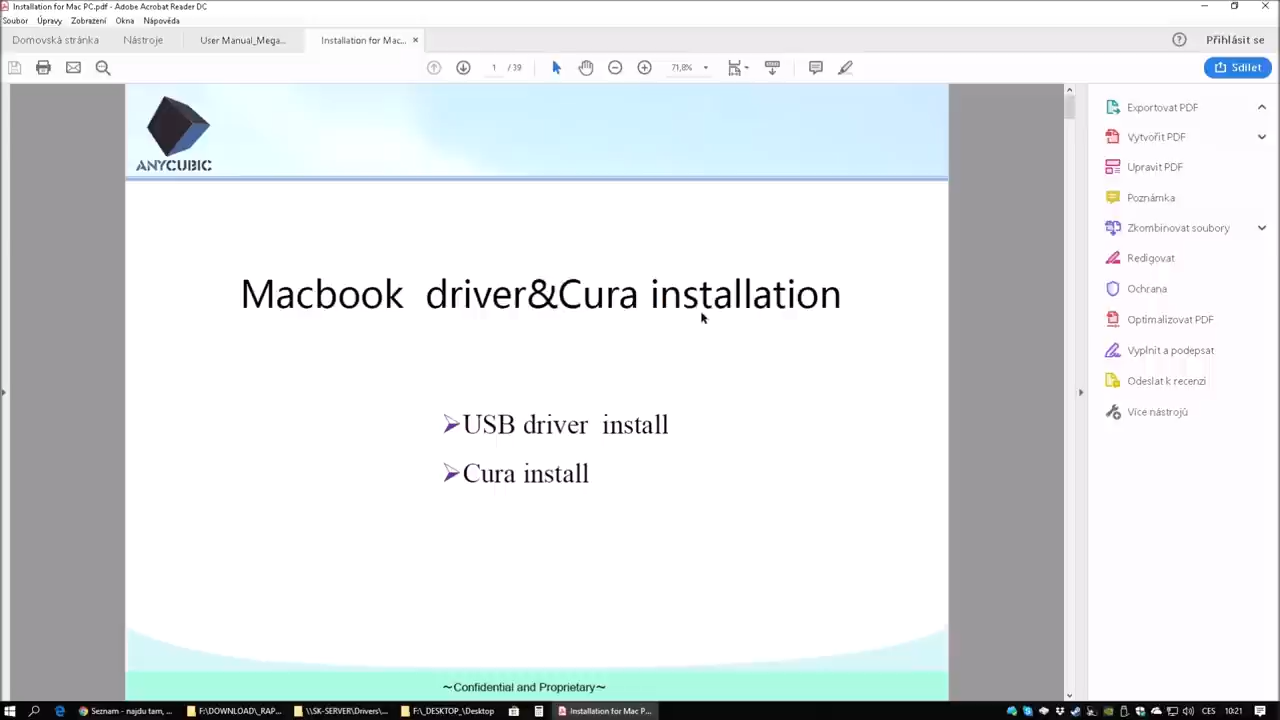 Installation for Mac PC.pdf - Adobe Acrobat Reader DC
Soubor Úpravy Zobrazení Okna Nápověda
Domovská stránka Nástroje User Manual_Mega... Installation for Mac... × Přihlásit se
1 / 39 71,8% Sdílet
ANYCUBIC
Macbook driver&Cura installation
➢USB driver install
➢Cura install
~Confidential and Proprietary~
Exportovat PDF
Vytvořit PDF
Upravit PDF
Poznámka
Zkombinovat soubory
Redigovat
Ochrana
Optimalizovat PDF
Vyplnit a podepsat
Odeslat k recenzi
Více nástrojů
Seznam - najdu tam, ... F:\DOWNLOAD\_RAP... \\SK-SERVER\Drivers\... F:\_DESKTOP_\Desktop Installation for Mac P... CES 10:21